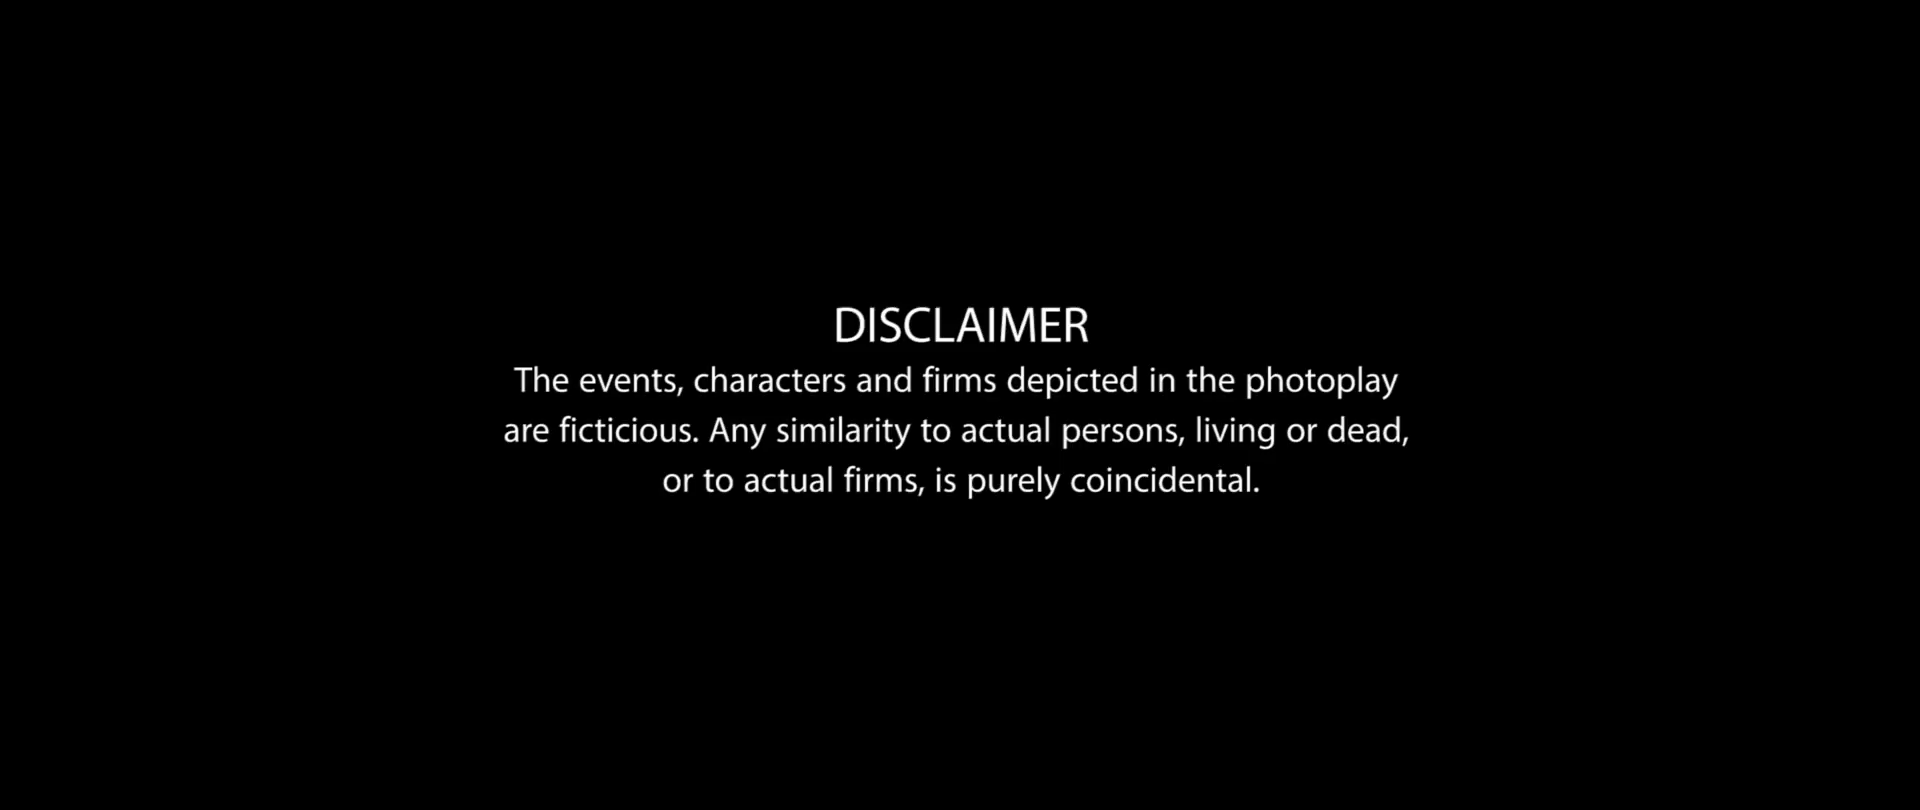 DISCLAIMER
The events, characters and firms depicted in the photoplay
are ficticious. Any similarity to actual persons, living or dead,
or to actual firms, is purely coincidental.